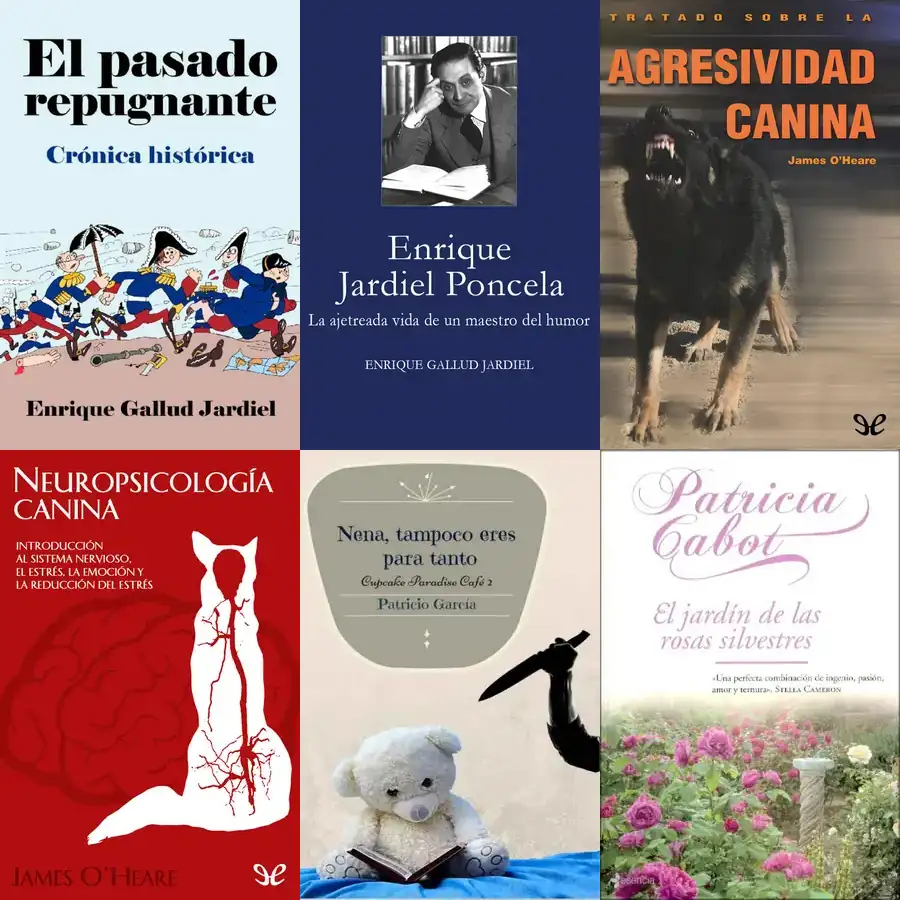 El pasado
repugnante
Crónica histórica
Enrique Gallud Jardiel
Enrique
Jardiel Poncela
La ajetreada vida de un maestro del humor
ENRIQUE GALLUD JARDIEL
TRATADO SOBRE LA
AGRESIVIDAD
CANINA
James O'Heare
NEUROPSICOLOGÍA
CANINA
INTRODUCCIÓN
AL SISTEMA NERVIOSO,
EL ESTRÉS, LA EMOCIÓN Y
LA REDUCCIÓN DEL ESTRÉS
JAMES O'HEARE
Nena, tampoco eres
para tanto
Cupcake Paradise Café 2
Patricio García
Patricia
Cabot
El jardín de las
rosas silvestres
«Una perfecta combinación de ingenio, pasión,
amor y ternura». STELLA CAMERON
esencia